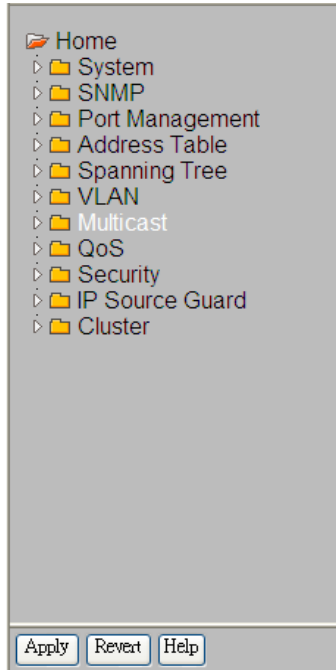 Home
System
SNMP
Port Management
Address Table
Spanning Tree
VLAN
Multicast
QoS
Security
IP Source Guard
Cluster
Apply Revert Help